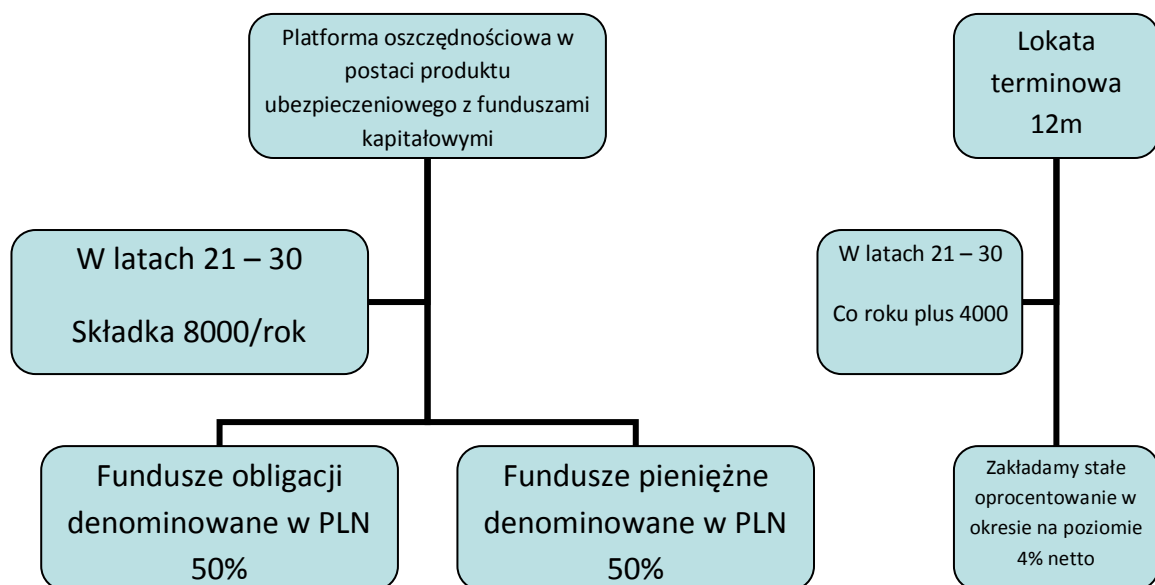 Platforma oszczędnościowa w
postaci produktu
ubezpieczeniowego z funduszami
kapitałowymi
Lokata
terminowa
12m
W latach 21 – 30
Składka 8000/rok
W latach 21 – 30
Co roku plus 4000
Fundusze obligacji
denominowane w PLN
50%
Fundusze pieniężne
denominowane w PLN
50%
Zakładamy stałe
oprocentowanie w
okresie na poziomie
4% netto